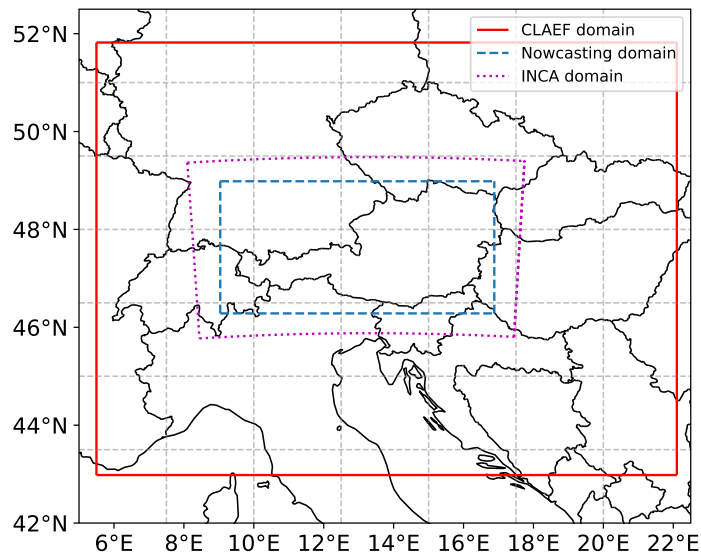 CLAEF domain
Nowcasting domain
INCA domain
52°N
50°N
48°N
46°N
44°N
42°N
6°E 8°E 10°E 12°E 14°E 16°E 18°E 20°E 22°E